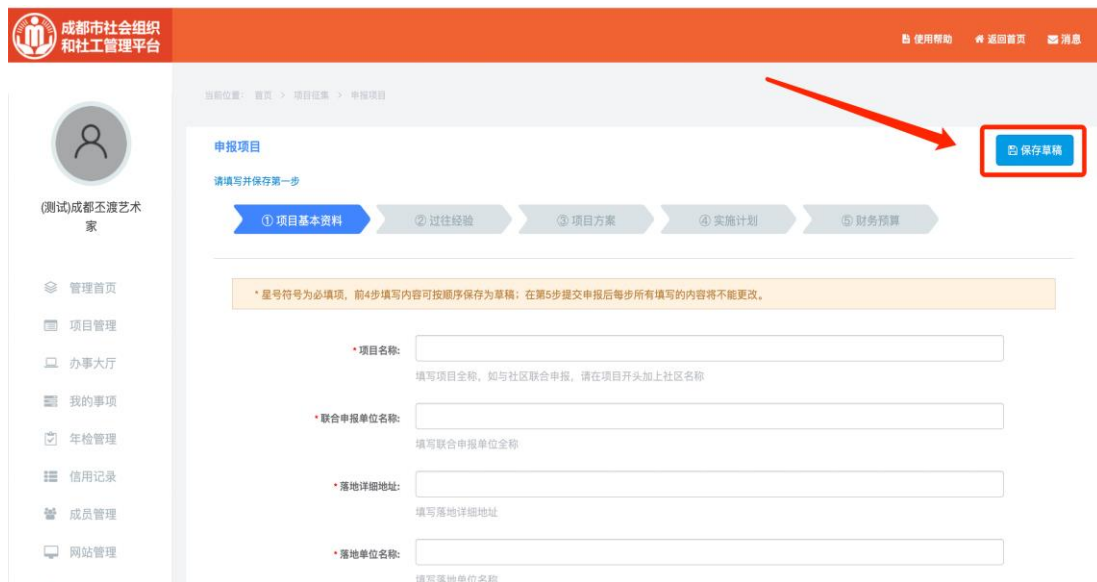 成都市社会组织
和社工管理平台
使用帮助 返回首页 消息
当前位置： 首页 > 项目征集 > 申报项目
(测试)成都丕渡艺术
家
管理首页
项目管理
办事大厅
我的事项
年检管理
信用记录
成员管理
网站管理
申报项目
保存草稿
请填写并保存第一步
① 项目基本资料 ② 过往经验 ③ 项目方案 ④ 实施计划 ⑤ 财务预算
* 星号符号为必填项，前4步填写内容可按顺序保存为草稿；在第5步提交申报后每步所有填写的内容将不能更改。
* 项目名称:
填写项目全称，如与社区联合申报，请在项目开头加上社区名称
* 联合申报单位名称:
填写联合申报单位全称
* 落地详细地址:
填写落地详细地址
* 落地单位名称:
填写落地单位名称